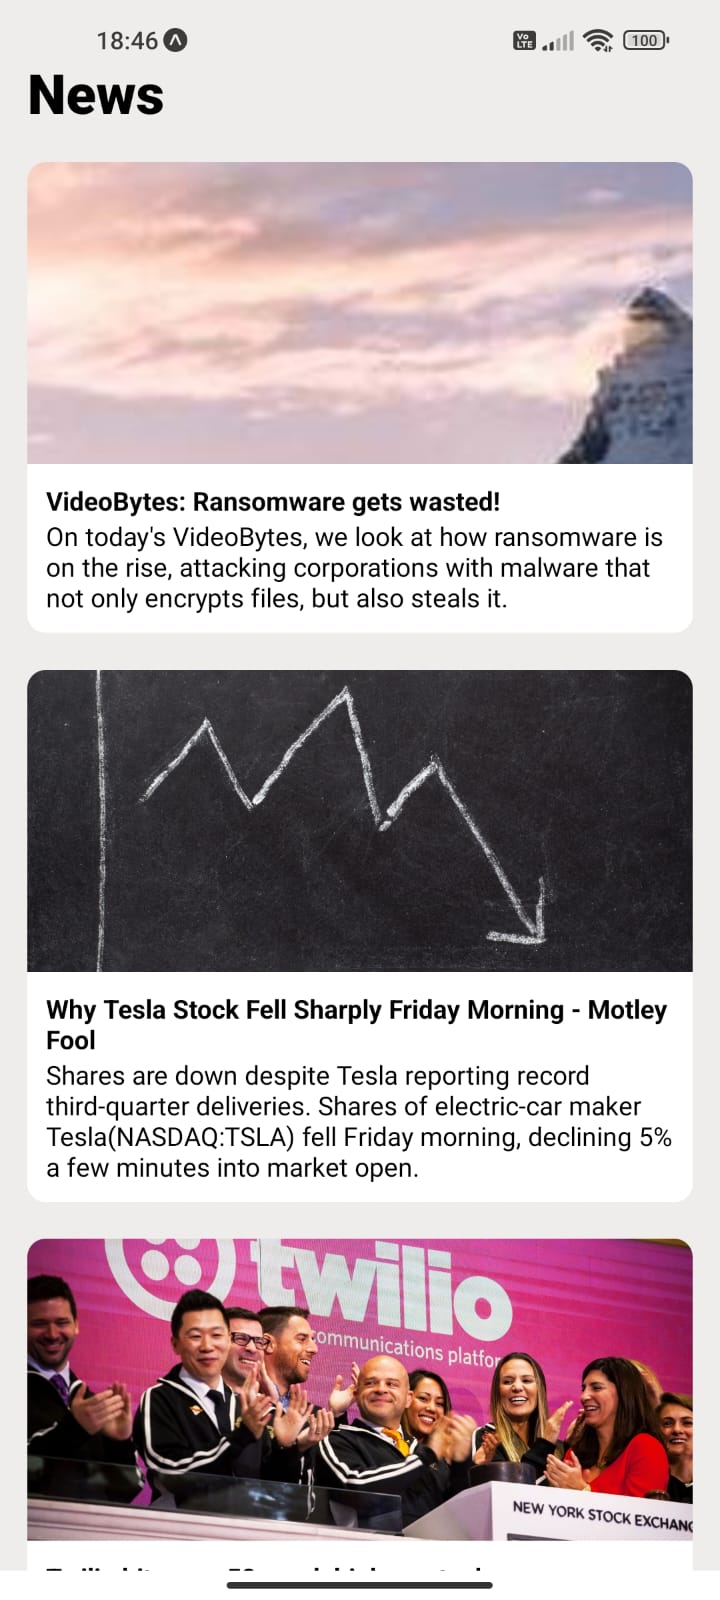 18:46
Vo LTE
100
News
VideoBytes: Ransomware gets wasted!
On today's VideoBytes, we look at how ransomware is
on the rise, attacking corporations with malware that
not only encrypts files, but also steals it.
Why Tesla Stock Fell Sharply Friday Morning - Motley
Fool
Shares are down despite Tesla reporting record
third-quarter deliveries. Shares of electric-car maker
Tesla(NASDAQ:TSLA) fell Friday morning, declining 5%
a few minutes into market open.
twilio
NEW YORK STOCK